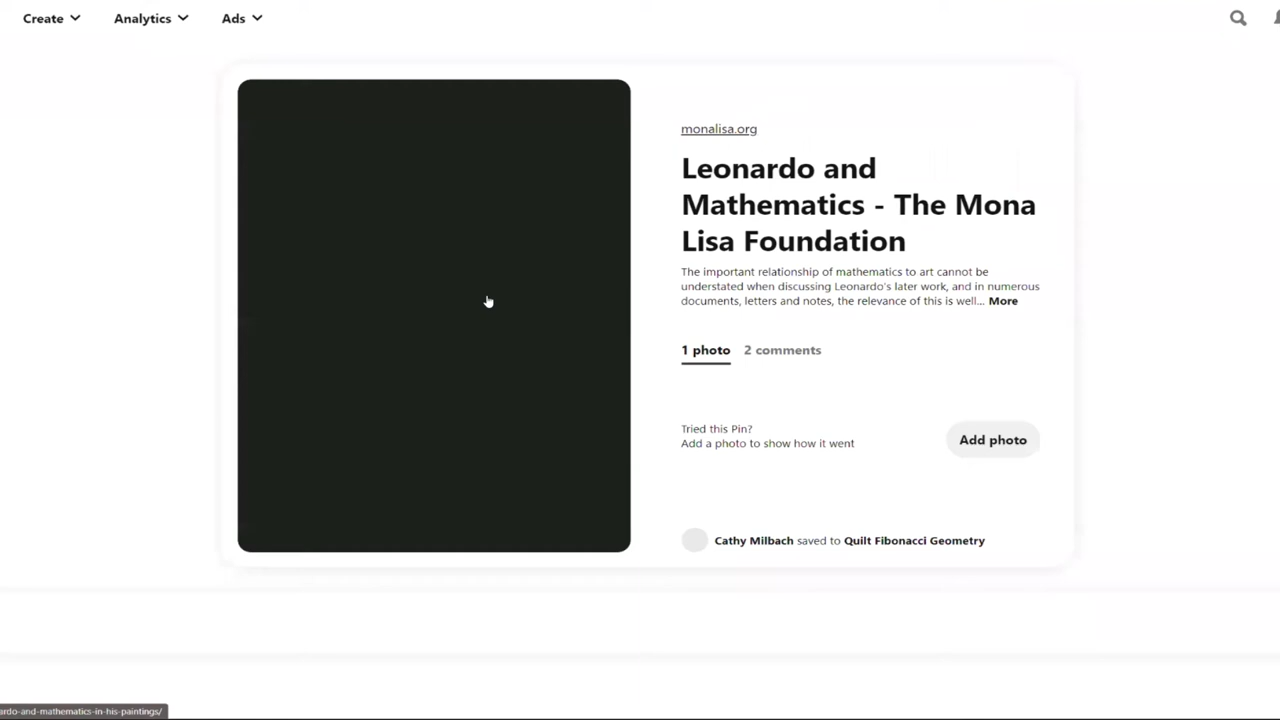 Create Analytics Ads
monalisa.org
Leonardo and
Mathematics - The Mona
Lisa Foundation
The important relationship of mathematics to art cannot be
understated when discussing Leonardo's later work, and in numerous
documents, letters and notes, the relevance of this is well... More
1 photo 2 comments
Tried this Pin?
Add a photo to show how it went
Add photo
Cathy Milbach saved to Quilt Fibonacci Geometry
ardo-and-mathematics-in-his-paintings/